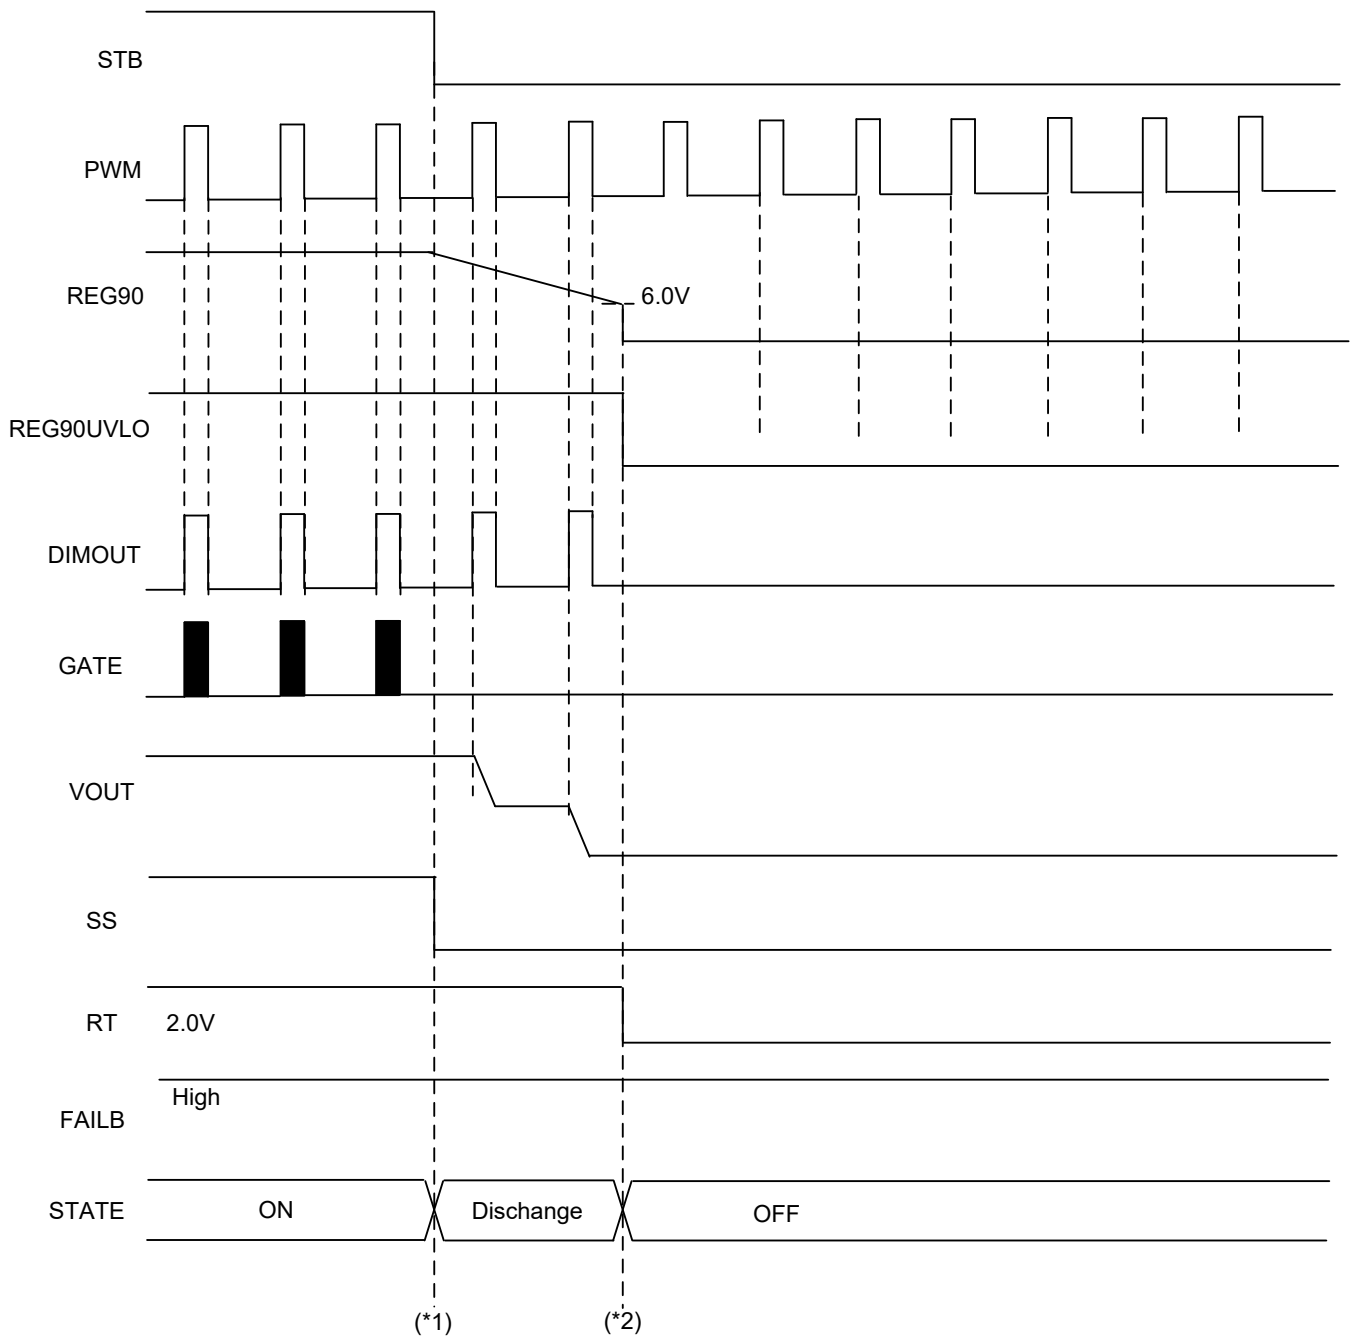 STB
PWM
REG90
6.0V
REG90UVLO
DIMOUT
GATE
VOUT
SS
RT 2.0V
High
FAILB
STATE ON Dischange OFF
(*1) (*2)